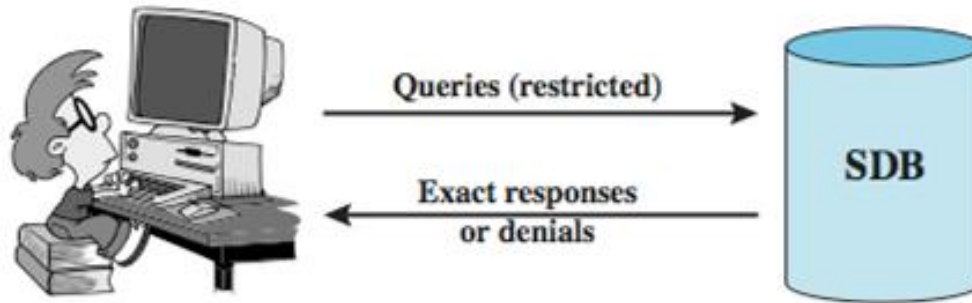 Queries (restricted)
SDB
Exact responses
or denials